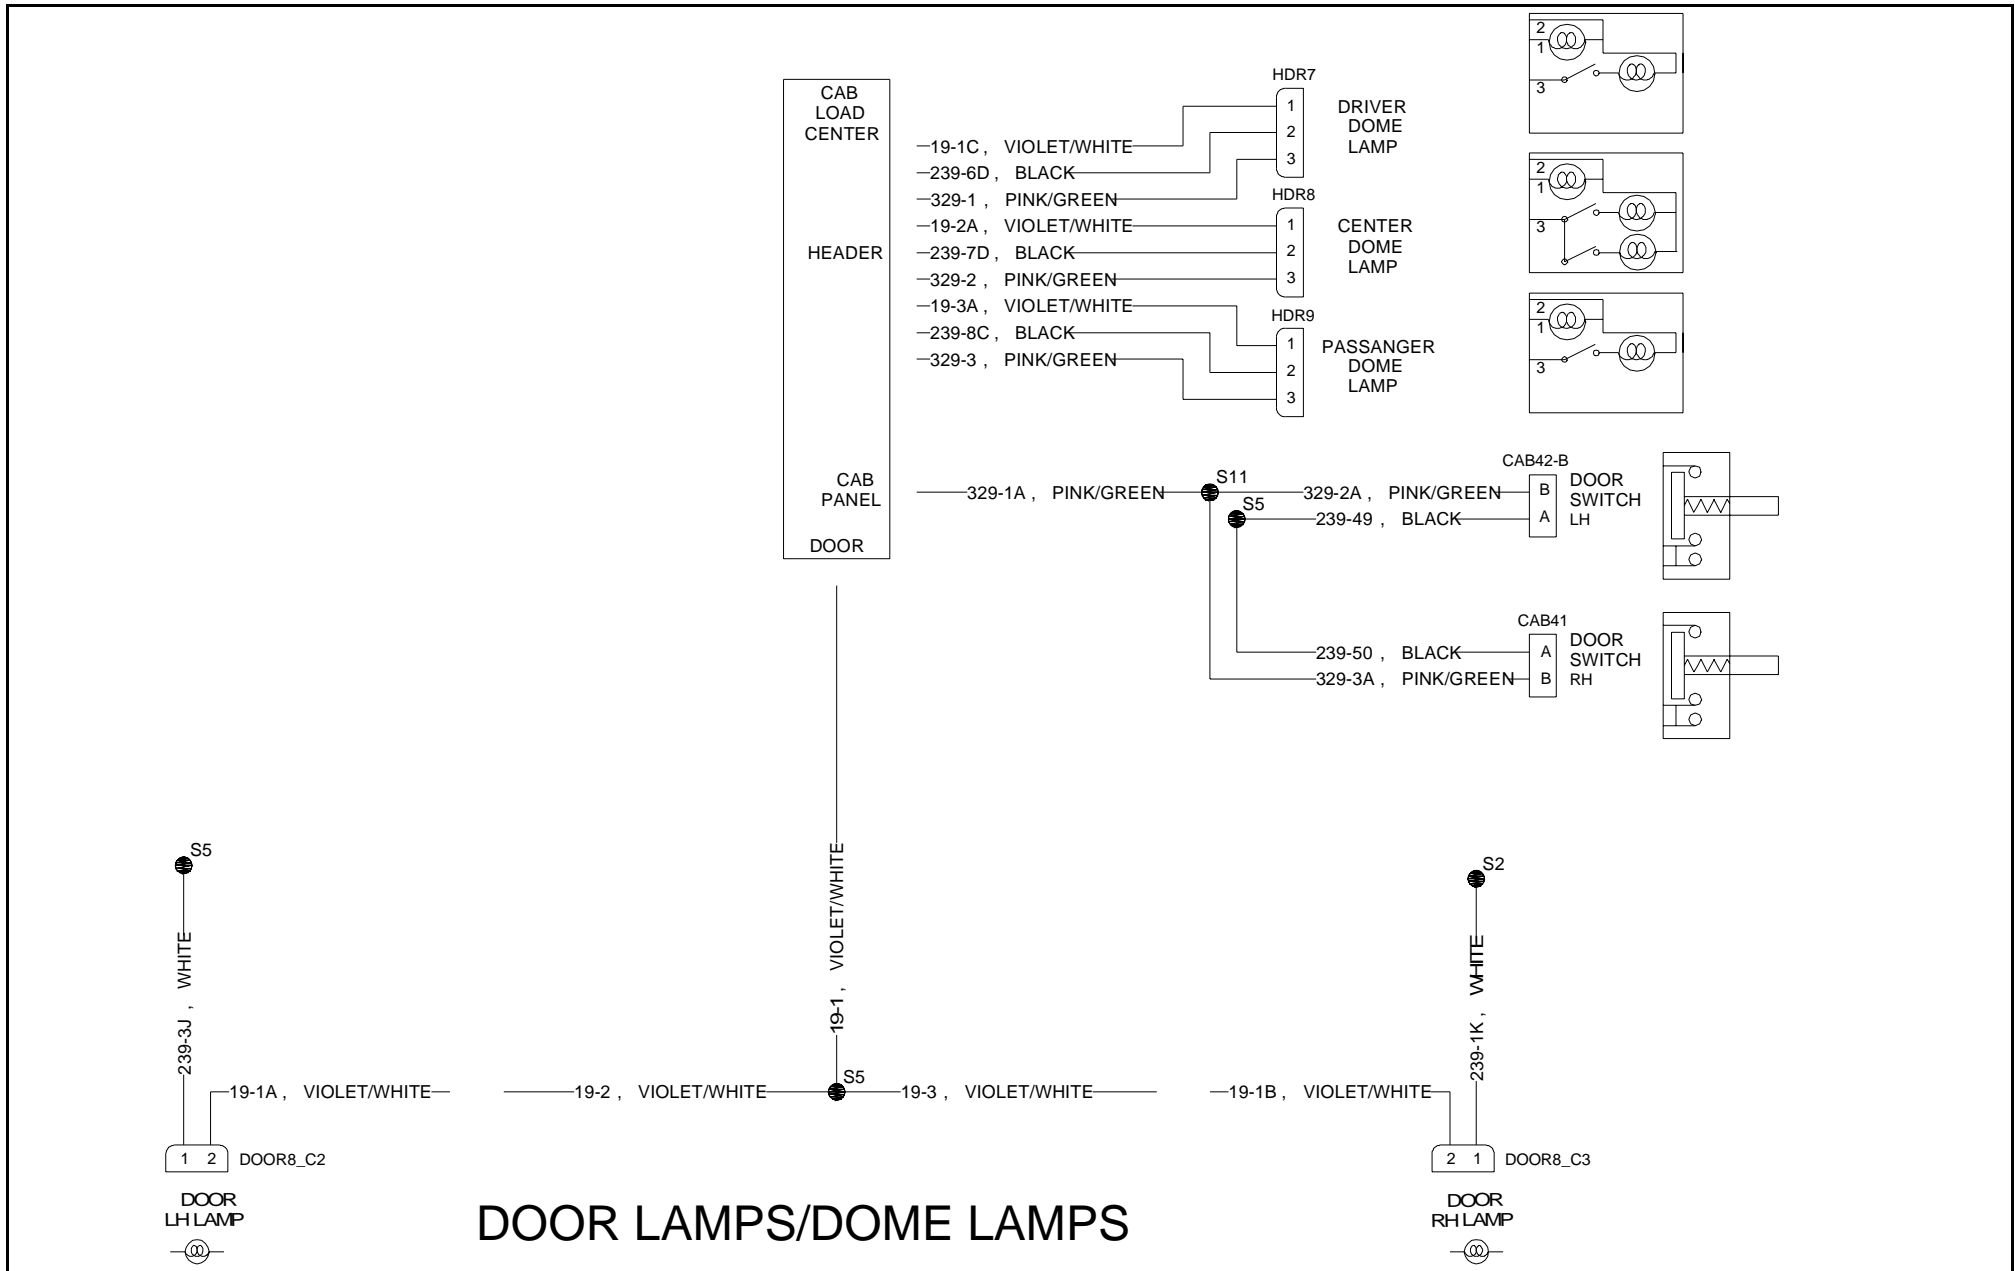 CAB
LOAD
CENTER
HEADER
CAB
PANEL
DOOR
19-1C , VIOLET/WHITE
239-6D , BLACK
329-1 , PINK/GREEN
19-2A , VIOLET/WHITE
239-7D , BLACK
329-2 , PINK/GREEN
19-3A , VIOLET/WHITE
239-8C , BLACK
329-3 , PINK/GREEN
HDR7
1
2
3
DRIVER
DOME
LAMP
HDR8
1
2
3
CENTER
DOME
LAMP
HDR9
1
2
3
PASSANGER
DOME
LAMP
2
1
3
2
1
3
2
1
3
329-1A , PINK/GREEN
S11
329-2A , PINK/GREEN
S5
239-49 , BLACK
CAB42-B
B
A
DOOR
SWITCH
LH
239-50 , BLACK
329-3A , PINK/GREEN
CAB41
A
B
DOOR
SWITCH
RH
S5
239-3J , WHITE
19-1A , VIOLET/WHITE
1 2
DOOR8_C2
DOOR
LH LAMP
19-1 , VIOLET/WHITE
S5
19-2 , VIOLET/WHITE
19-3 , VIOLET/WHITE
S2
239-1K , WHITE
19-1B , VIOLET/WHITE
2 1
DOOR8_C3
DOOR
RH LAMP
DOOR LAMPS/DOME LAMPS